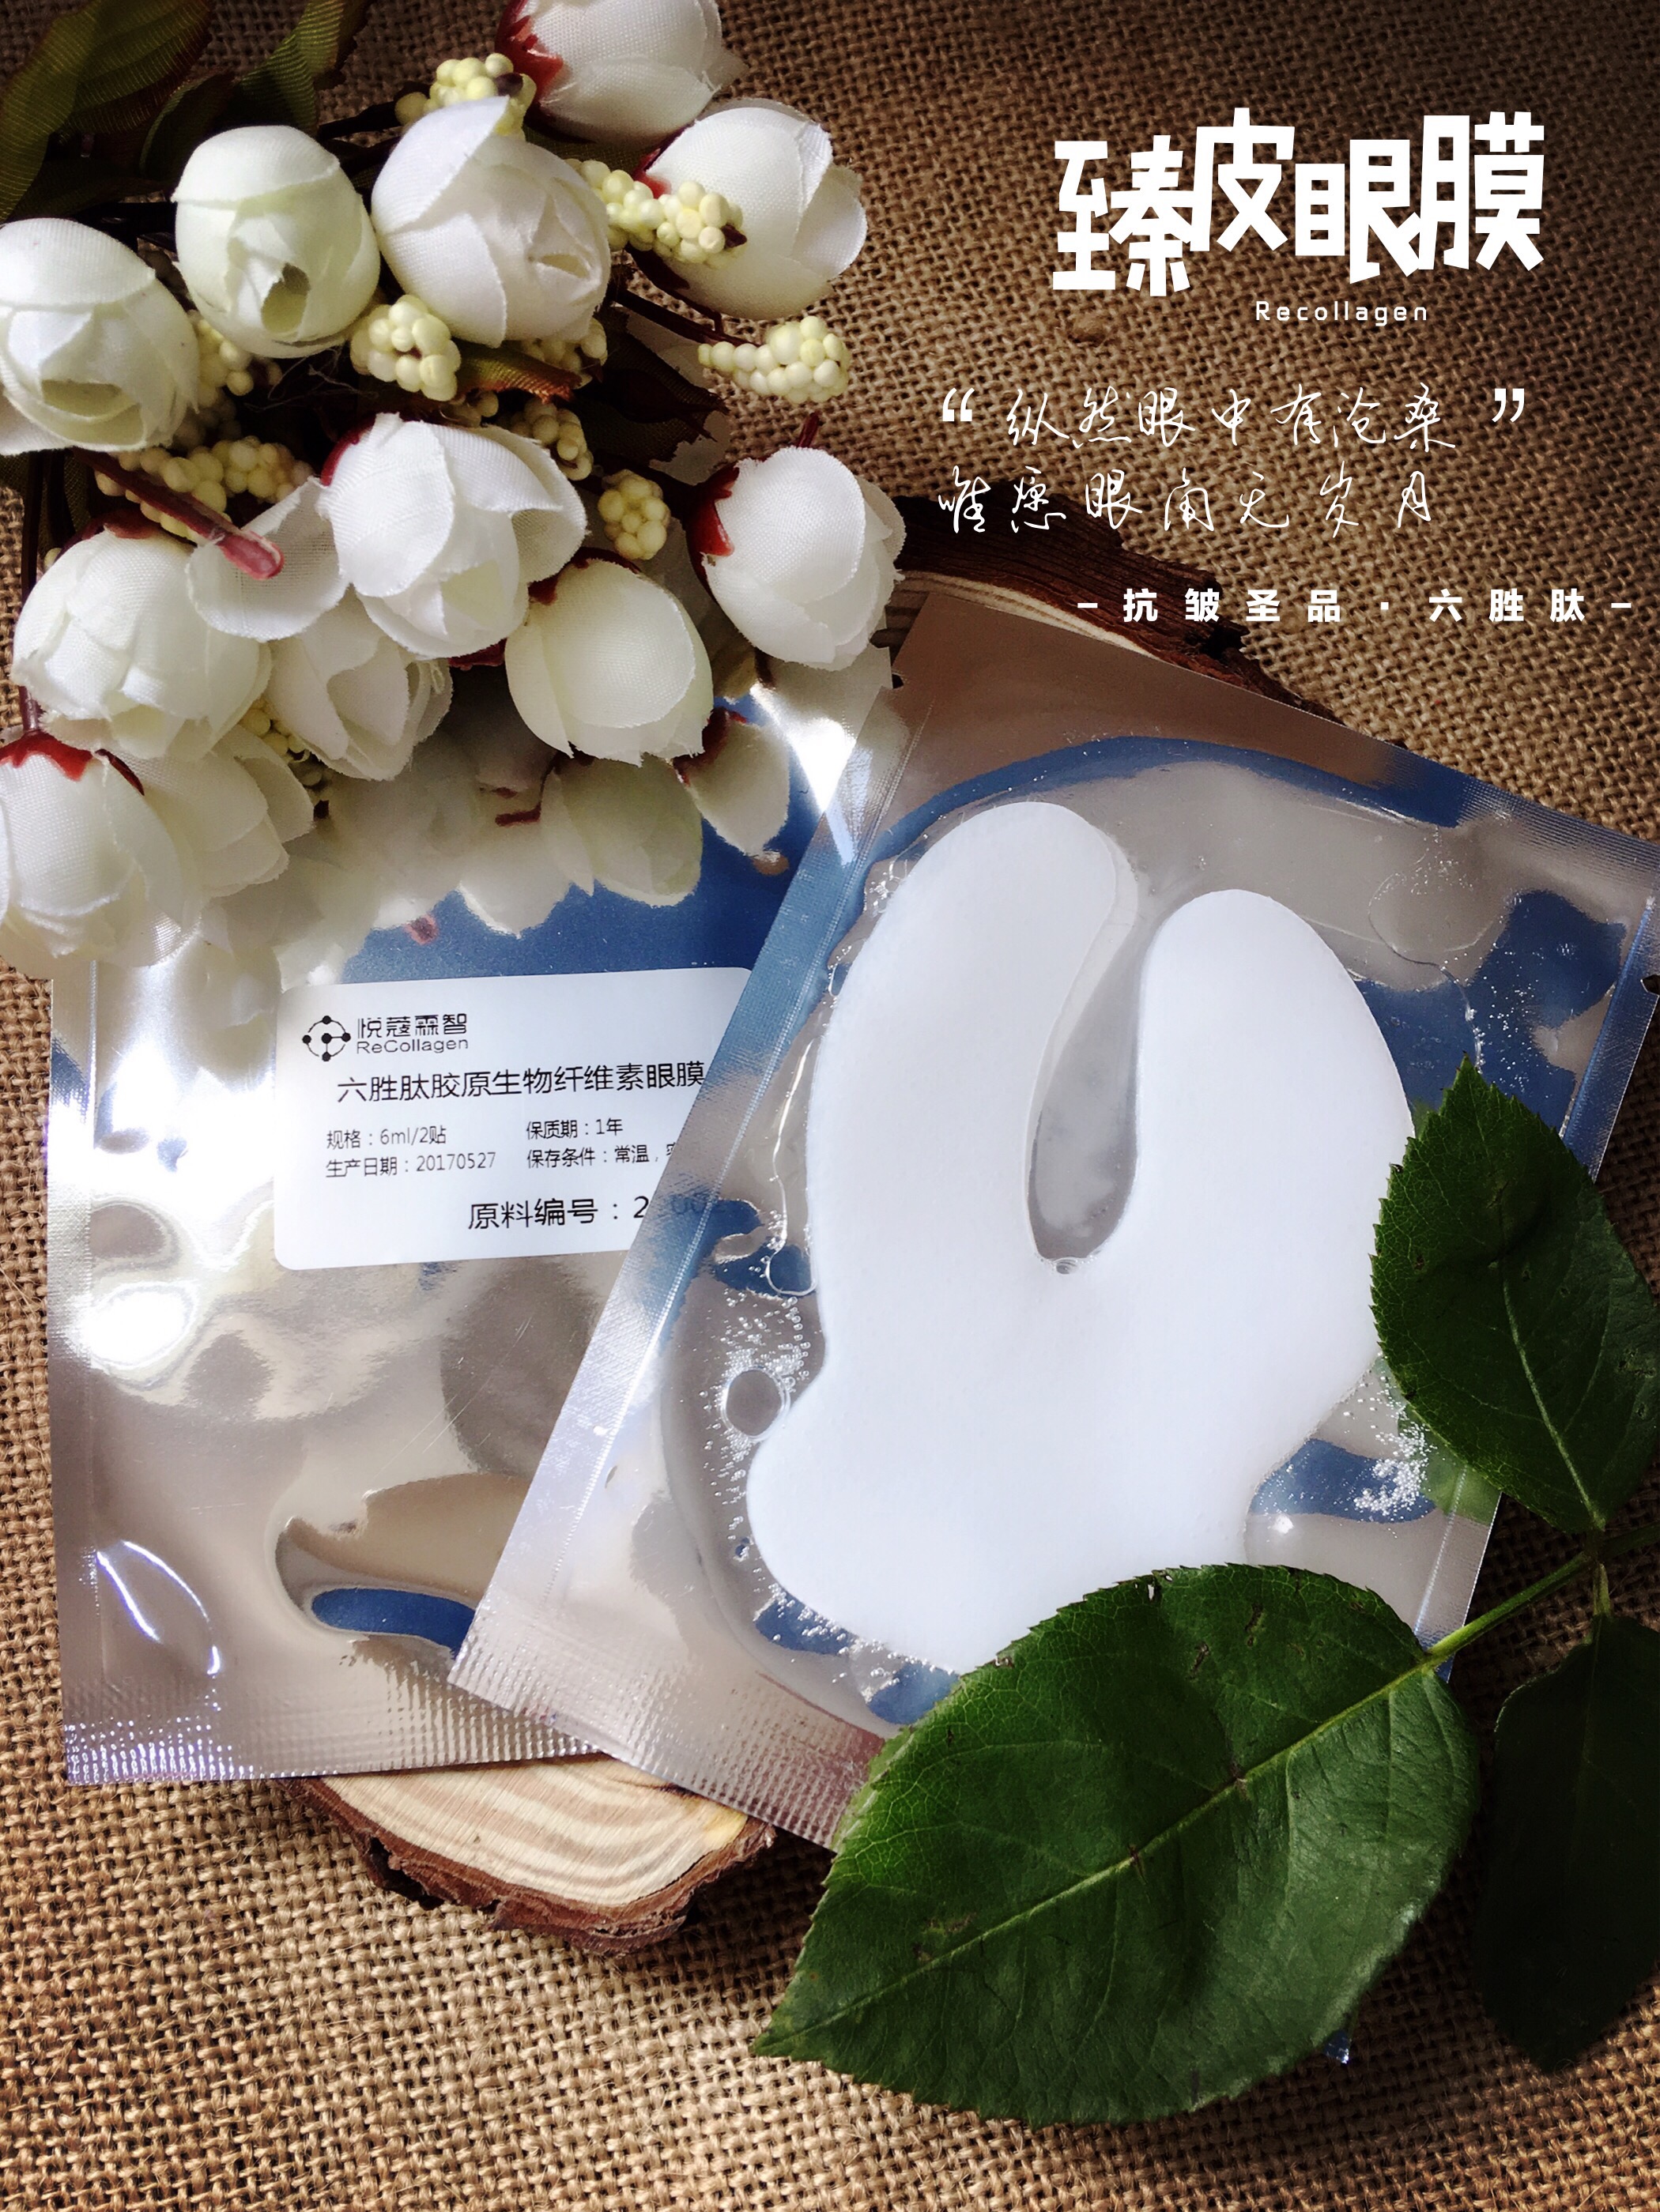 臻皮眼膜
Recollagen
“纵然眼中有沧桑”
唯愿眼角无岁月
－抗皱圣品·六胜肽－
悦蔻霖智
ReCollagen
六胜肽胶原生物纤维素眼膜
规格：6ml/2贴
保质期：1年
生产日期：20170527
保存条件：常温，
原料编号：2